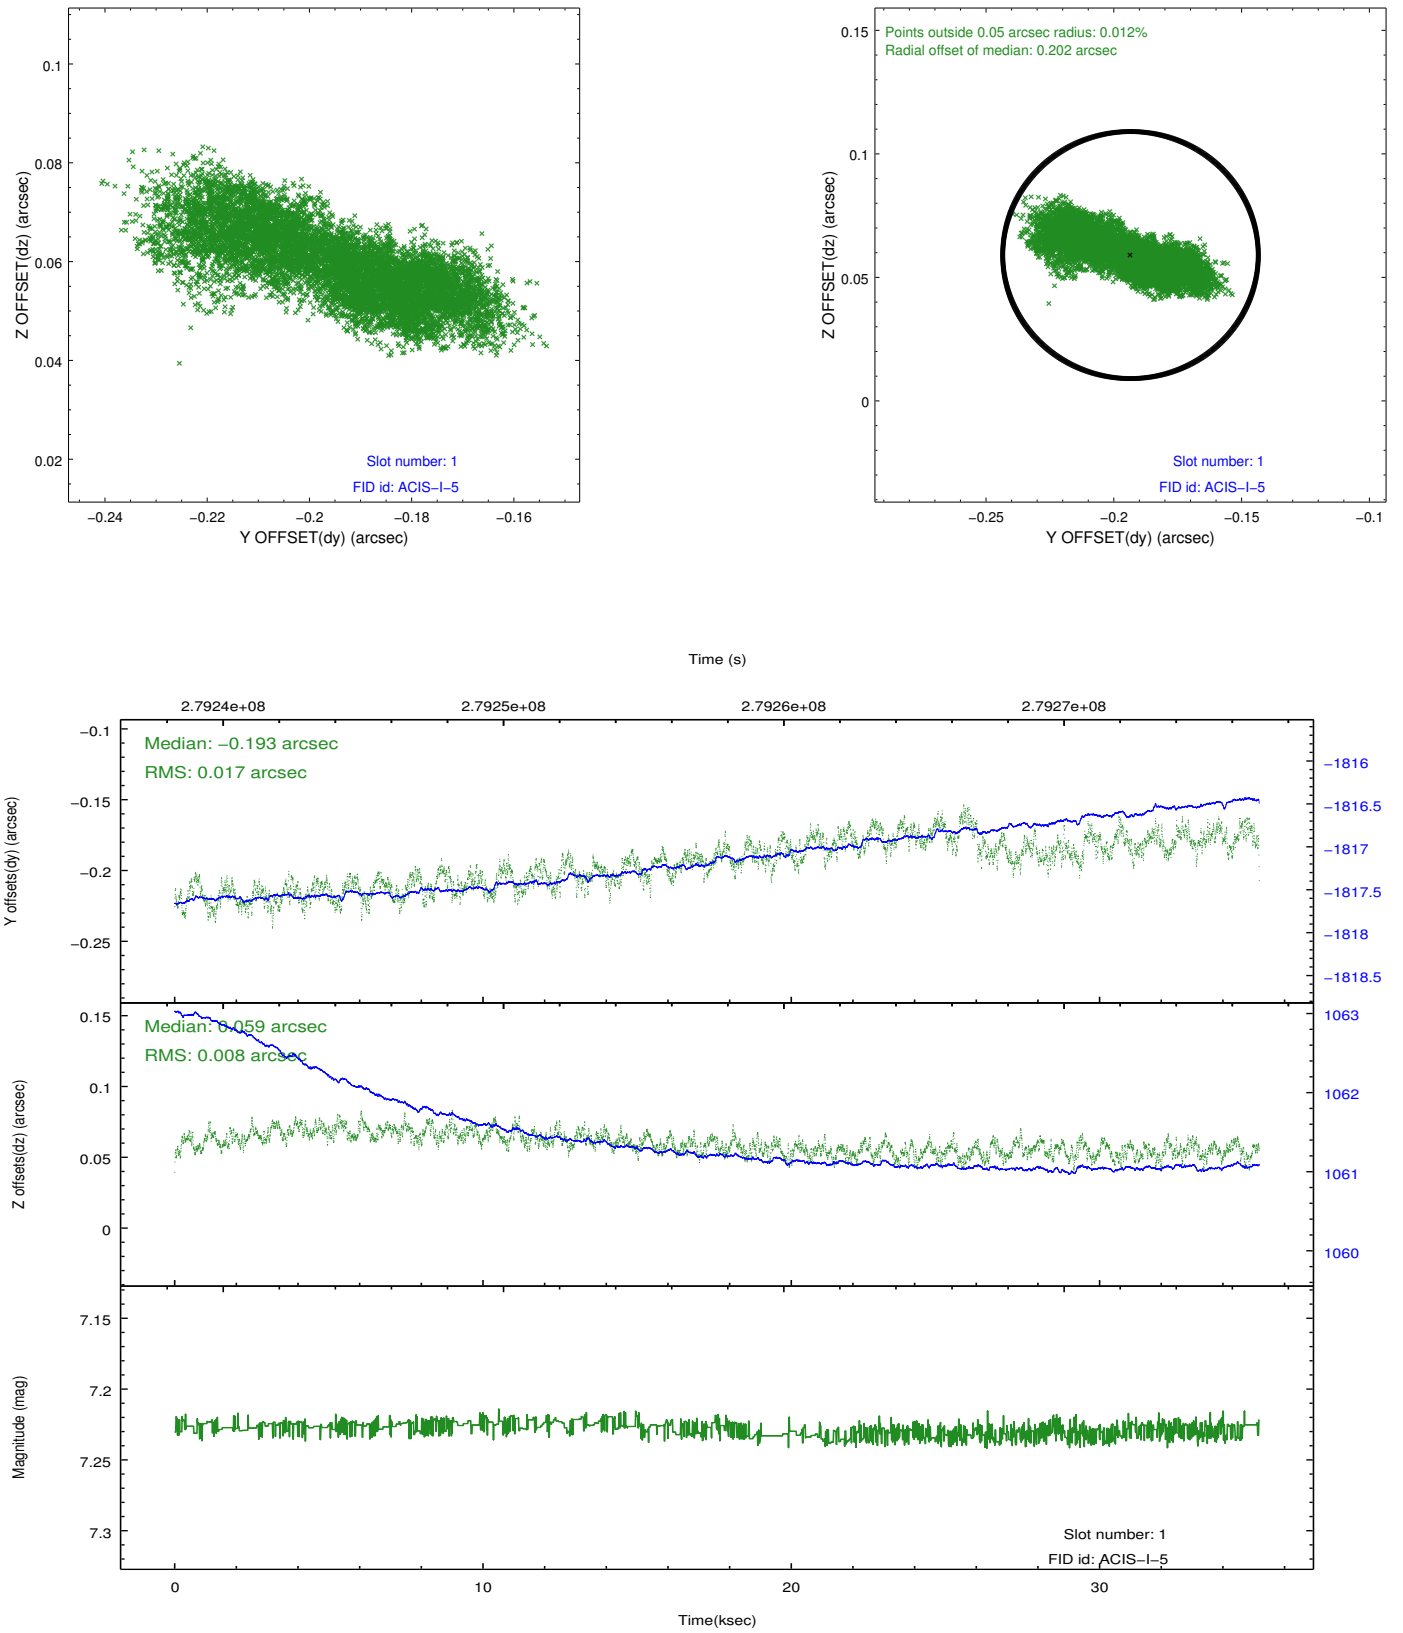 0.1
0.08
0.06
0.04
0.02
Z OFFSET(dz) (arcsec)
Slot number: 1
FID id: ACIS−I−5
−0.24 −0.22 −0.2 −0.18 −0.16
Y OFFSET(dy) (arcsec)
Points outside 0.05 arcsec radius: 0.012%
Radial offset of median: 0.202 arcsec
0.15
0.1
0.05
0
Z OFFSET(dz) (arcsec)
Slot number: 1
FID id: ACIS−I−5
−0.25 −0.2 −0.15 −0.1
Y OFFSET(dy) (arcsec)
Time (s)
2.7924e+08 2.7925e+08 2.7926e+08 2.7927e+08
Median: −0.193 arcsec
RMS: 0.017 arcsec
−0.1
−0.15
−0.2
−0.25
Y offsets(dy) (arcsec)
−1816
−1816.5
−1817
−1817.5
−1818
−1818.5
Median: 0.059 arcsec
RMS: 0.008 arcsec
0.15
0.1
0.05
0
Z offsets(dz) (arcsec)
1063
1062
1061
1060
7.15
7.2
7.25
7.3
Magnitude (mag)
Slot number: 1
FID id: ACIS−I−5
0 10 20 30
Time(ksec)